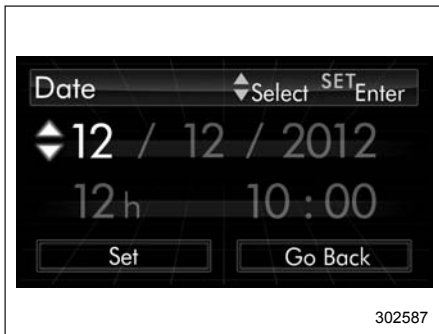 Date Select SET Enter
12 / 12 / 2012
12h 10:00
Set Go Back
302587